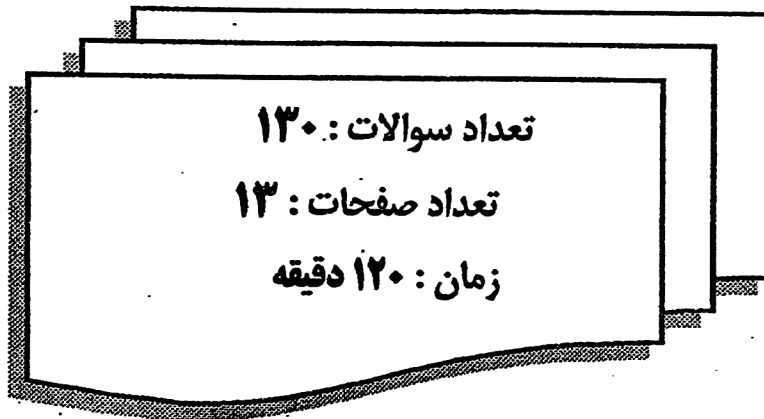 تعداد سوالات : ۱۳۰
تعداد صفحات : ۱۳
زمان : ۱۲۰ دقیقه